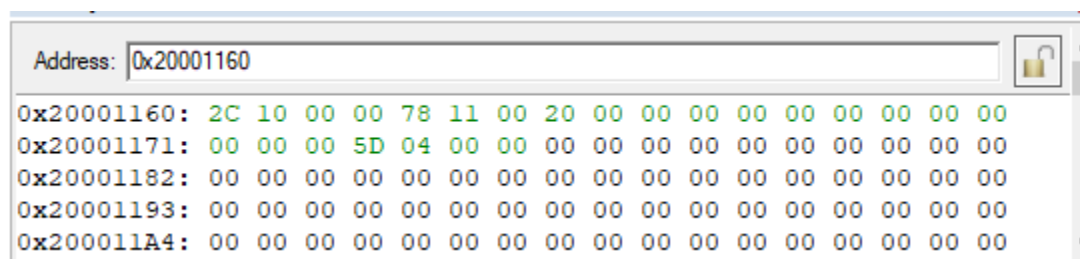 Address: 0x20001160
0x20001160: 2C 10 00 00 78 11 00 20 00 00 00 00 00 00 00 00 00
0x20001171: 00 00 00 5D 04 00 00 00 00 00 00 00 00 00 00 00 00
0x20001182: 00 00 00 00 00 00 00 00 00 00 00 00 00 00 00 00 00
0x20001193: 00 00 00 00 00 00 00 00 00 00 00 00 00 00 00 00 00
0x200011A4: 00 00 00 00 00 00 00 00 00 00 00 00 00 00 00 00 00